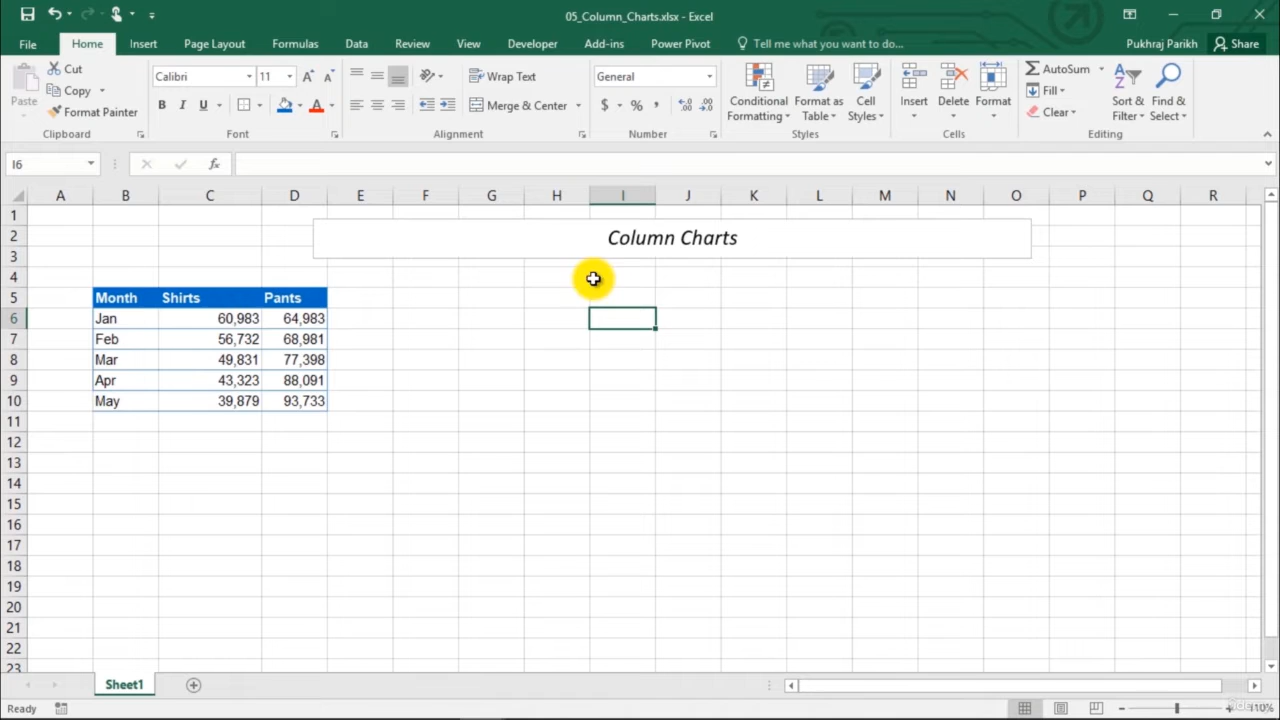 05_Column_Charts.xlsx - Excel
File Home Insert Page Layout Formulas Data Review View Developer Add-ins Power Pivot Tell me what you want to do... Pukhraj Parikh Share
Paste Cut Copy Format Painter Clipboard
Calibri 11 A A B I U A Font
Wrap Text Merge & Center Alignment
General $ % , Number
Conditional Formatting Format as Table Cell Styles Styles
Insert Delete Format Cells
AutoSum Fill Clear Sort & Filter Find & Select Editing
I6 fx
A B C D E F G H I J K L M N O P Q R
1
2 Column Charts
3
4
5 Month Shirts Pants
6 Jan 60,983 64,983
7 Feb 56,732 68,981
8 Mar 49,831 77,398
9 Apr 43,323 88,091
10 May 39,879 93,733
11
12
13
14
15
16
17
18
19
20
21
22
23
Sheet1
Ready 110%